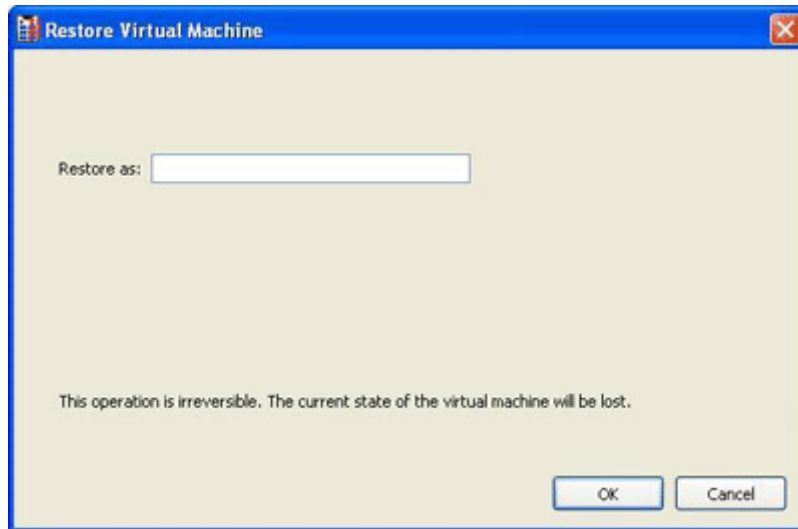 Restore Virtual Machine
Restore as:
This operation is irreversible. The current state of the virtual machine will be lost.
OK
Cancel